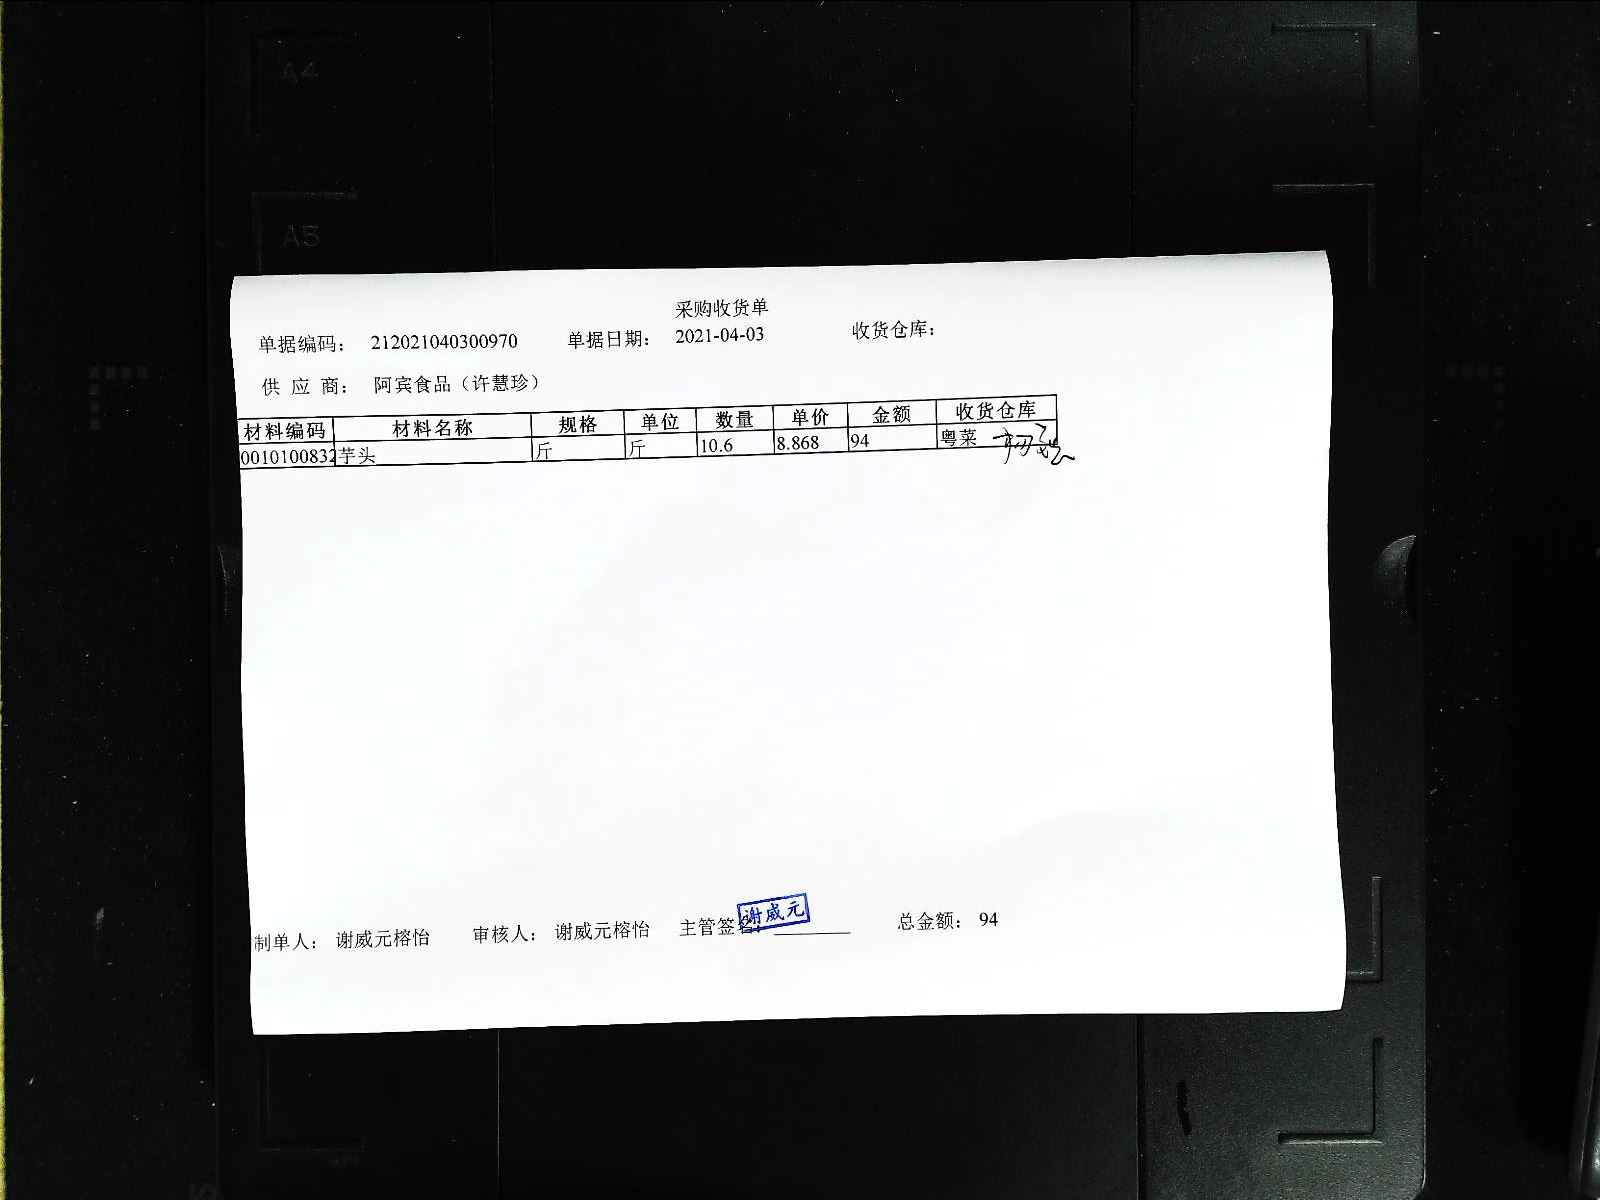 A4
A5
采购收货单
单据编码： 212021040300970 单据日期： 2021-04-03 收货仓库：
供 应 商： 阿宾食品（许慧珍）
材料编码 材料名称 规格 单位 数量 单价 金额 收货仓库
0010100832 芋头 斤 斤 10.6 8.868 94 粤菜
谢威元
制单人： 谢威元榕怡 审核人： 谢威元榕怡 主管签名： 总金额： 94